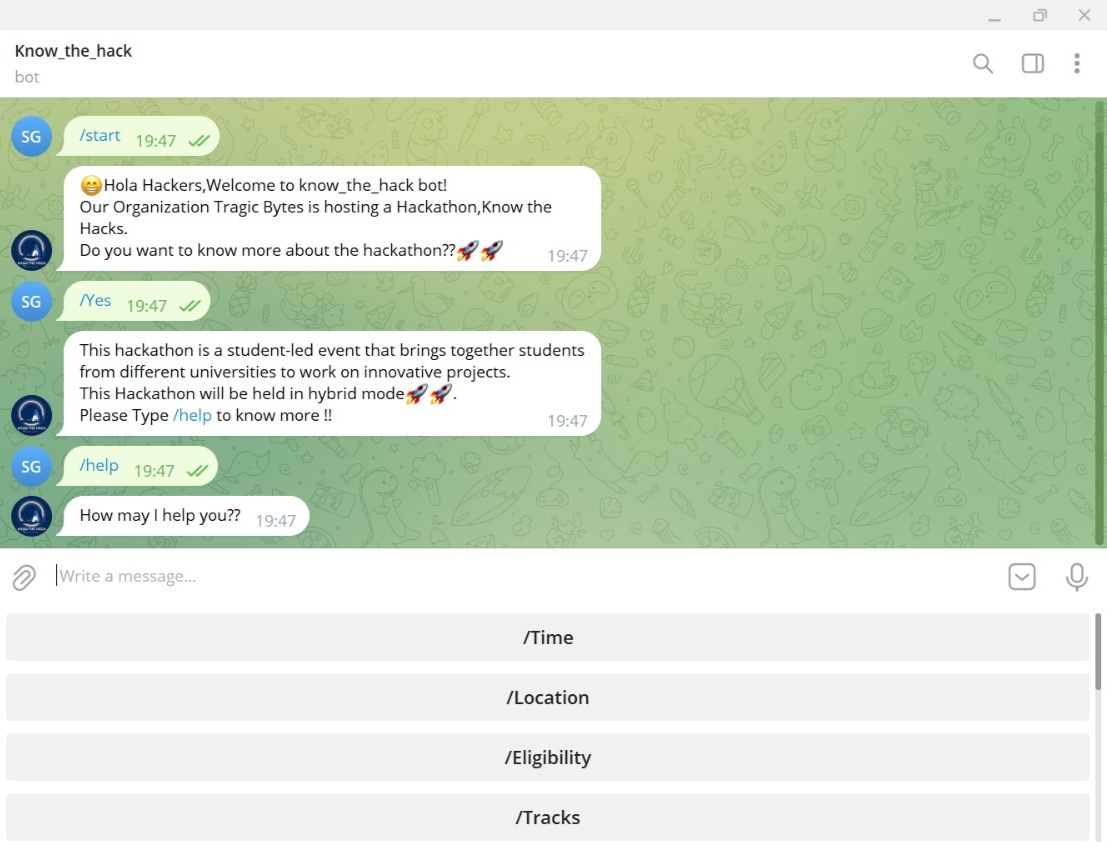 Know_the_hack
bot
SG
/start 19:47
😁Hola Hackers,Welcome to know_the_hack bot!
Our Organization Tragic Bytes is hosting a Hackathon,Know the
Hacks.
Do you want to know more about the hackathon??🚀🚀 19:47
SG
/Yes 19:47
This hackathon is a student-led event that brings together students
from different universities to work on innovative projects.
This Hackathon will be held in hybrid mode🚀🚀.
Please Type /help to know more !! 19:47
SG
/help 19:47
How may I help you?? 19:47
Write a message...
/Time
/Location
/Eligibility
/Tracks